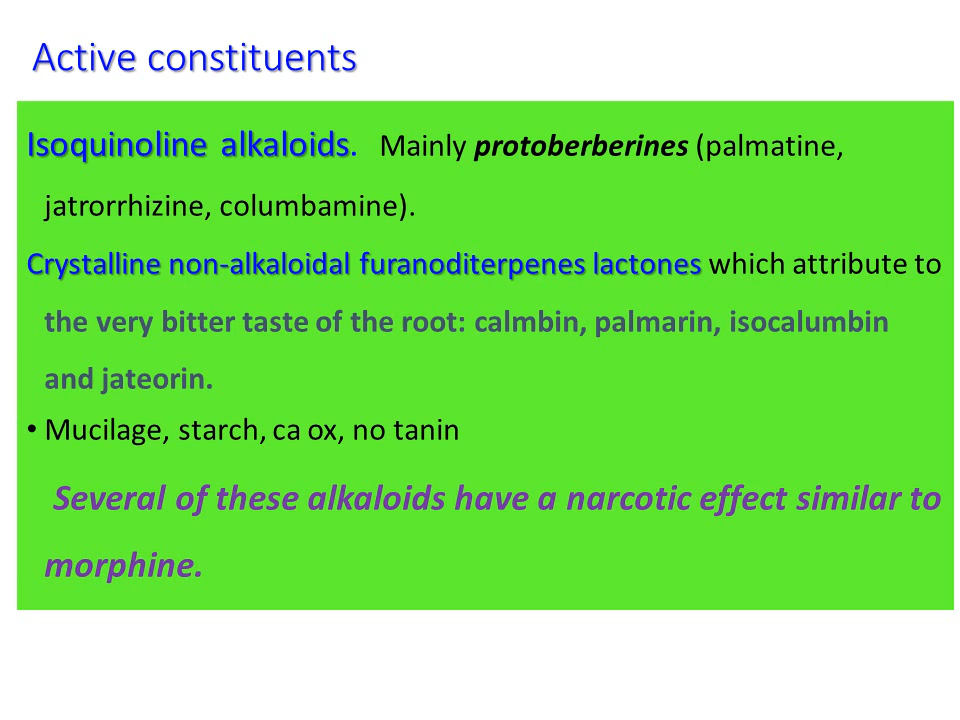 Active constituents
Isoquinoline alkaloids. Mainly protoberberines (palmatine,
jatrorrhizine, columbamine).
Crystalline non-alkaloidal furanoditerpenes lactones which attribute to
the very bitter taste of the root: calmbin, palmarin, isocalumbin
and jateorin.
• Mucilage, starch, ca ox, no tanin
Several of these alkaloids have a narcotic effect similar to
morphine.